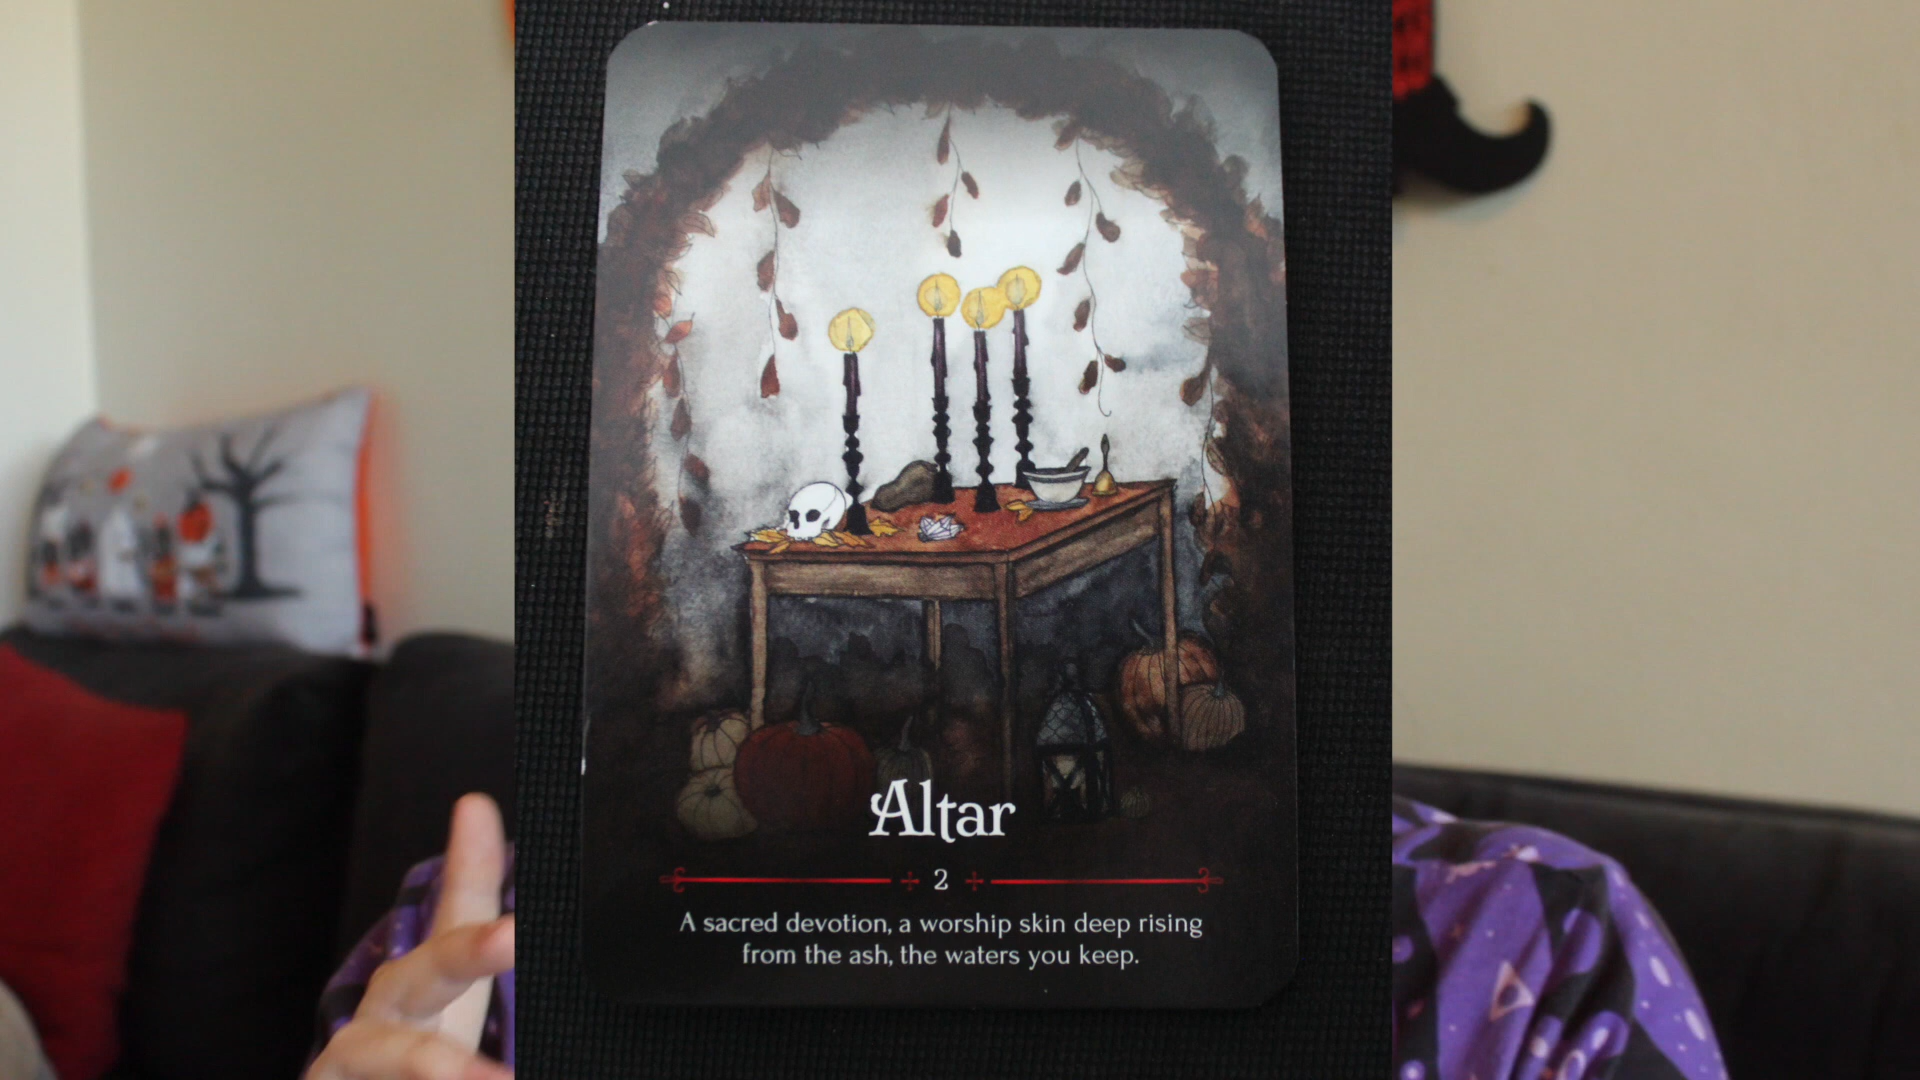 Altar
2
A sacred devotion, a worship skin deep rising
from the ash, the waters you keep.